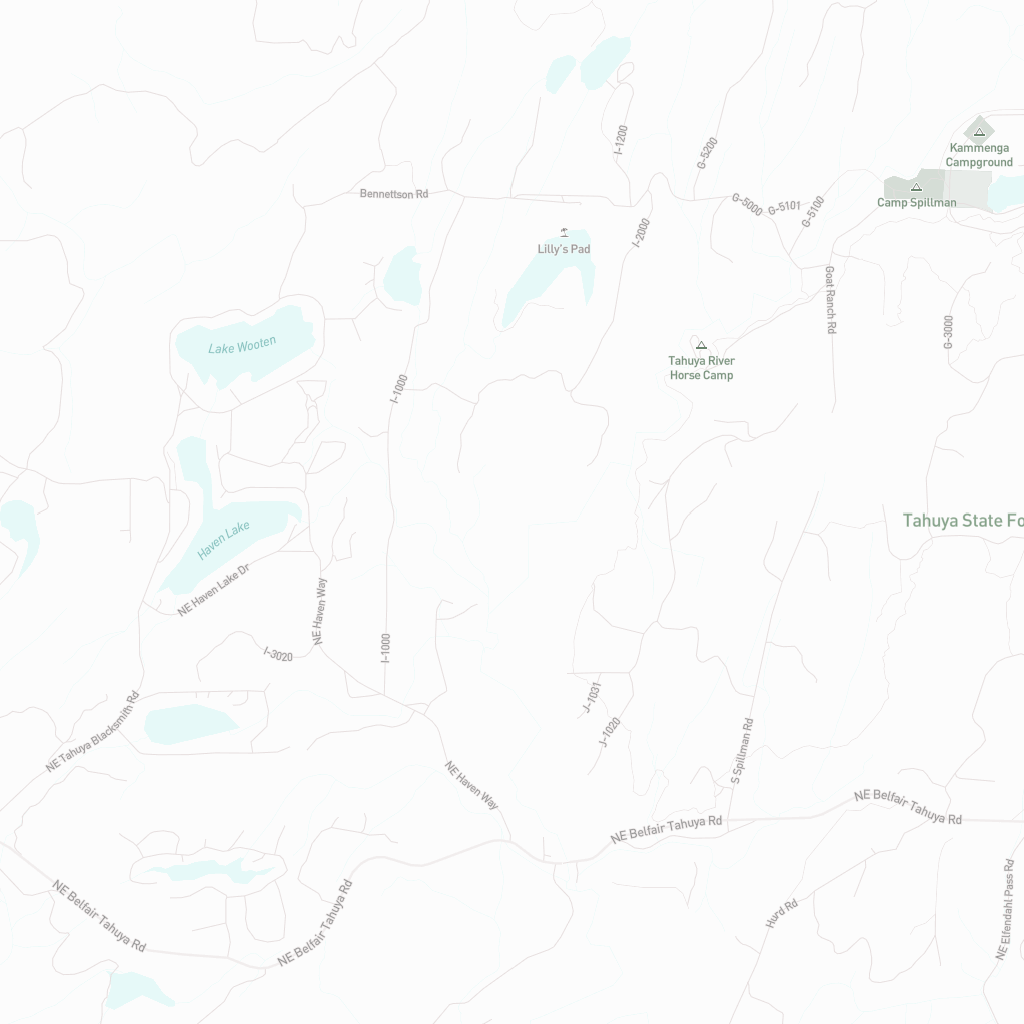 I-1200
G-5200
Kammenga
Campground
Bennettson Rd
G-5000
G-5101
G-5100
Camp Spillman
I-2000
Lilly's Pad
Goat Ranch Rd
G-3000
Lake Wooten
Tahuya River
Horse Camp
I-1000
Haven Lake
Tahuya State Fo
NE Haven Lake Dr
NE Haven Way
I-3020
I-1000
J-1031
J-1020
NE Tahuya Blacksmith Rd
S Spillman Rd
NE Haven Way
NE Belfair Tahuya Rd
NE Belfair Tahuya Rd
NE Belfair Tahuya Rd
NE Belfair Tahuya Rd
Hurd Rd
NE Elfendahl Pass Rd